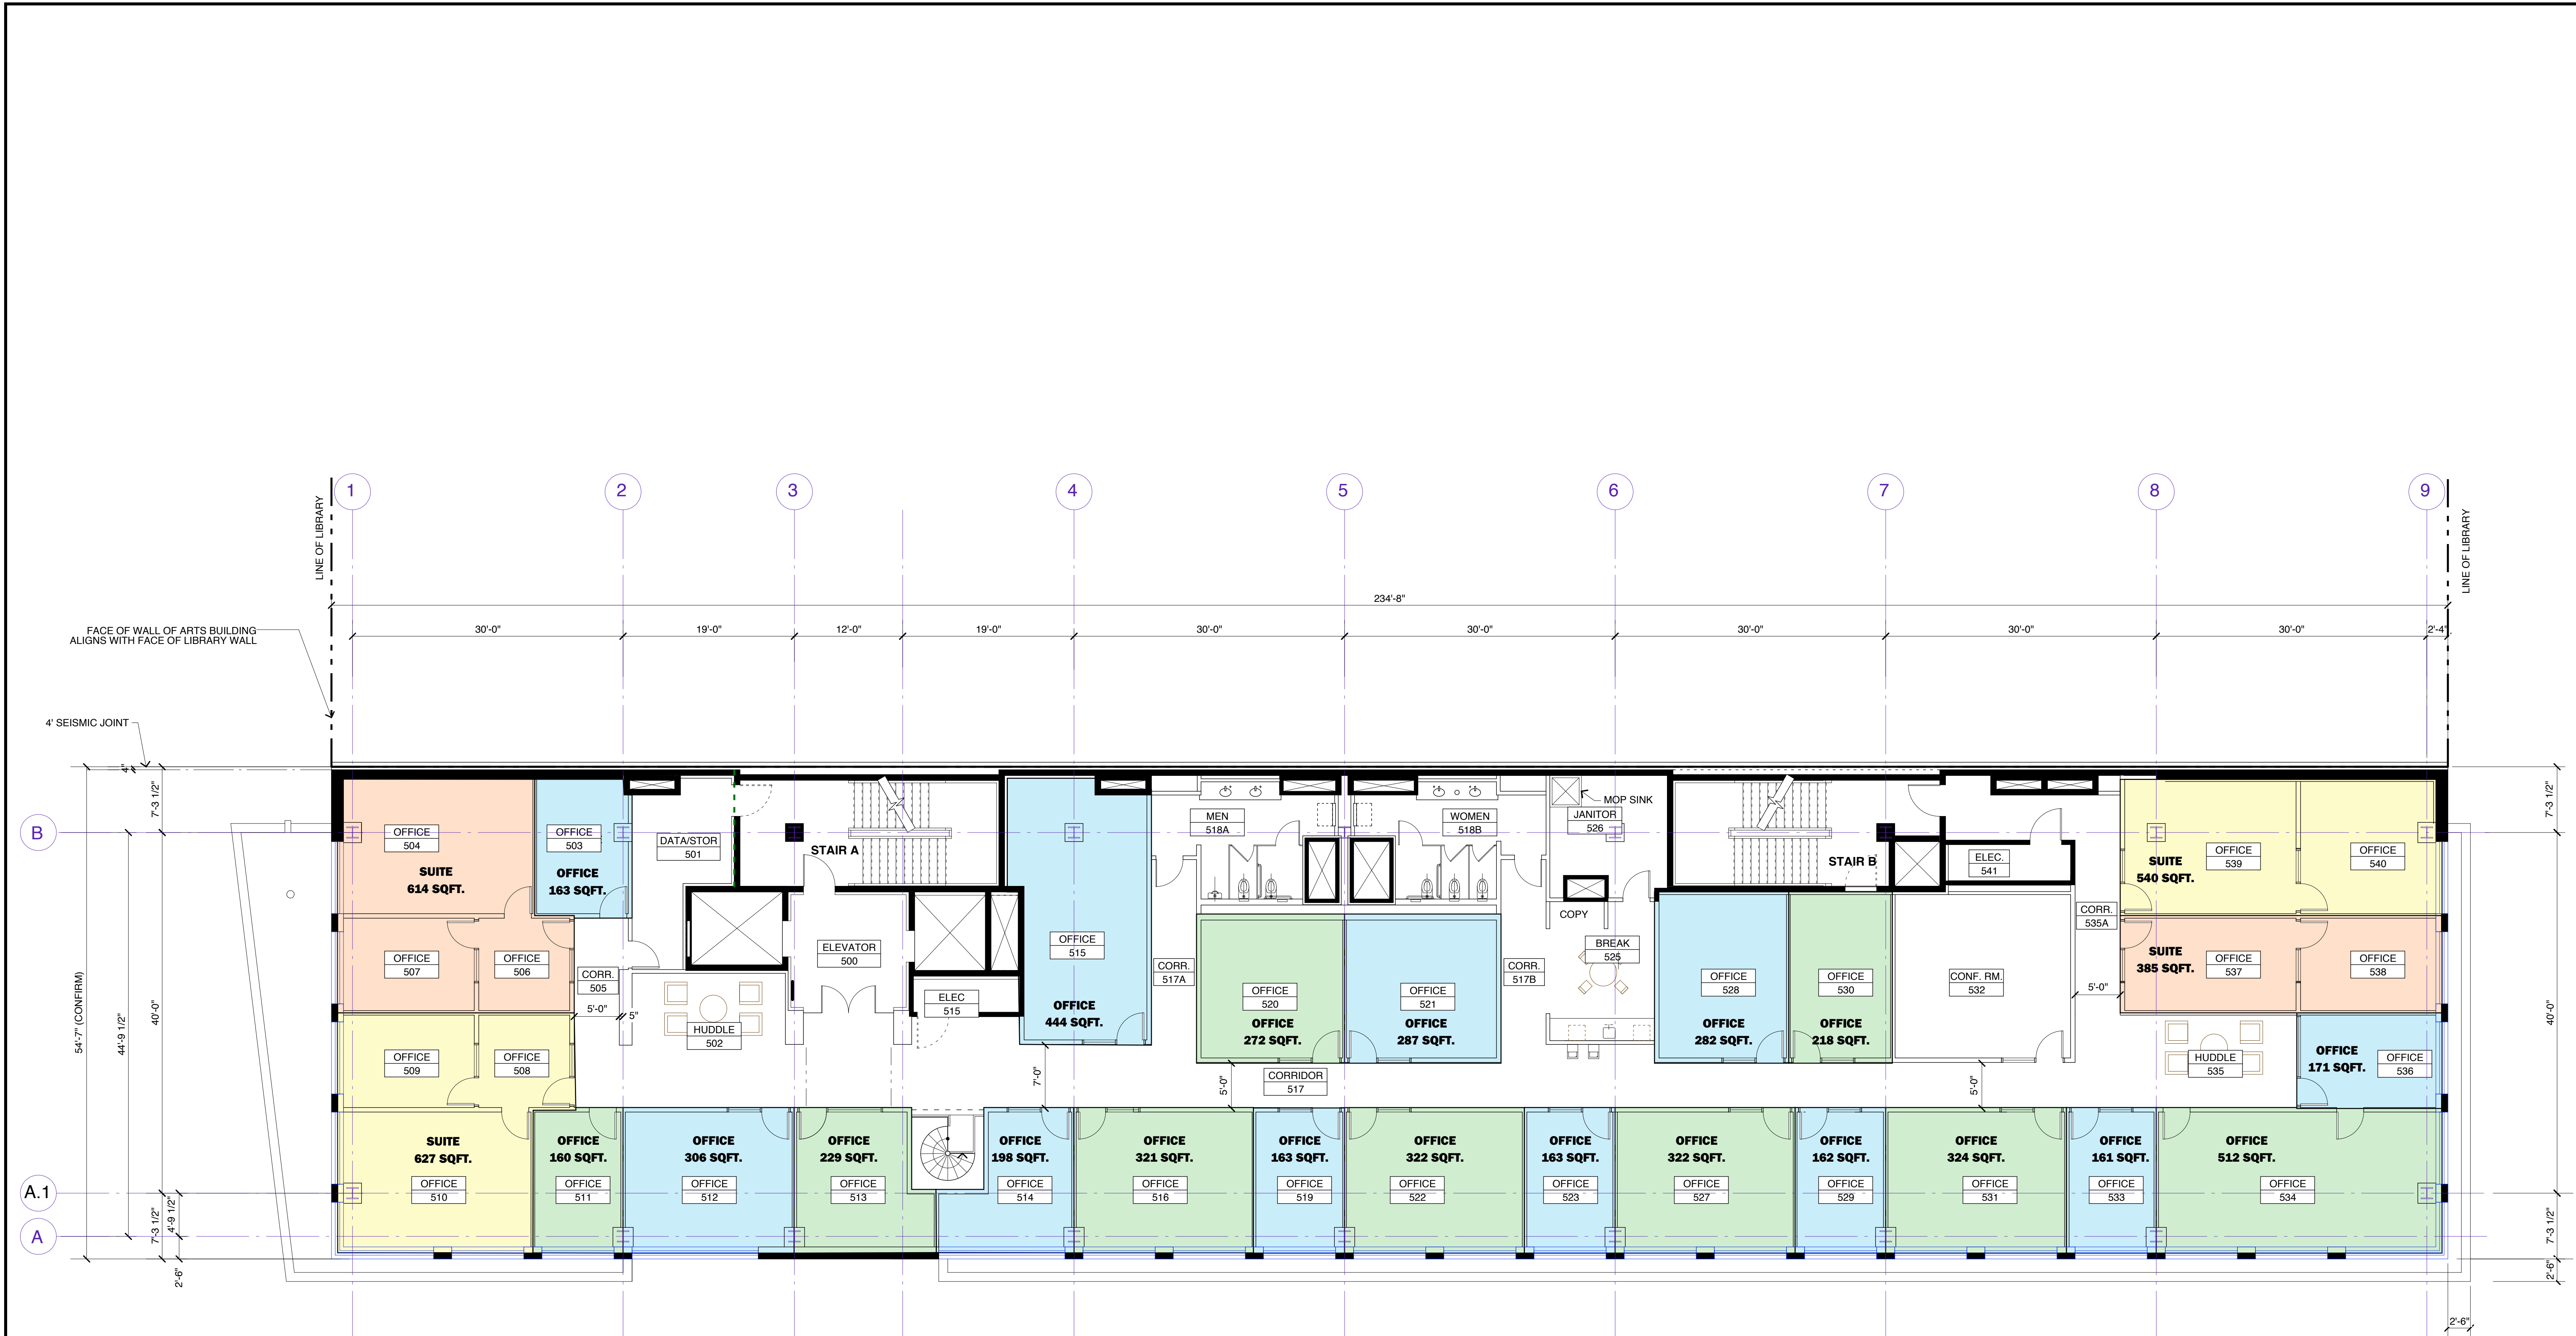 1
2
3
4
5
6
7
8
9
LINE OF LIBRARY
LINE OF LIBRARY
234'-8"
FACE OF WALL OF ARTS BUILDING
ALIGNS WITH FACE OF LIBRARY WALL
30'-0"
19'-0"
12'-0"
19'-0"
30'-0"
30'-0"
30'-0"
30'-0"
30'-0"
2'-4"
4' SEISMIC JOINT
4"
7'-3 1/2"
B
54'-7" (CONFIRM)
44'-9 1/2"
40'-0"
A.1
A
7'-3 1/2"
4'-9 1/2"
2'-6"
OFFICE
504
SUITE
614 SQFT.
OFFICE
503
OFFICE
163 SQFT.
DATA/STOR
501
STAIR A
OFFICE
507
OFFICE
506
CORR.
505
5'-0"
5"
ELEVATOR
500
ELEC
515
HUDDLE
502
OFFICE
509
OFFICE
508
SUITE
627 SQFT.
OFFICE
510
OFFICE
160 SQFT.
OFFICE
511
OFFICE
306 SQFT.
OFFICE
512
OFFICE
229 SQFT.
OFFICE
513
OFFICE
198 SQFT.
OFFICE
514
OFFICE
515
OFFICE
444 SQFT.
7'-0"
MEN
518A
WOMEN
518B
CORR.
517A
OFFICE
520
OFFICE
272 SQFT.
OFFICE
521
OFFICE
287 SQFT.
CORR.
517B
5'-0"
CORRIDOR
517
MOP SINK
JANITOR
526
COPY
BREAK
525
STAIR B
OFFICE
528
OFFICE
282 SQFT.
OFFICE
530
OFFICE
218 SQFT.
ELEC.
541
CONF. RM.
532
5'-0"
CORR.
535A
5'-0"
SUITE
540 SQFT.
OFFICE
539
OFFICE
540
SUITE
385 SQFT.
OFFICE
537
OFFICE
538
HUDDLE
535
OFFICE
171 SQFT.
OFFICE
536
OFFICE
321 SQFT.
OFFICE
516
OFFICE
163 SQFT.
OFFICE
519
OFFICE
322 SQFT.
OFFICE
522
OFFICE
163 SQFT.
OFFICE
523
OFFICE
322 SQFT.
OFFICE
527
OFFICE
162 SQFT.
OFFICE
529
OFFICE
324 SQFT.
OFFICE
531
OFFICE
161 SQFT.
OFFICE
533
OFFICE
512 SQFT.
OFFICE
534
7'-3 1/2"
40'-0"
7'-3 1/2"
2'-6"
2'-6"